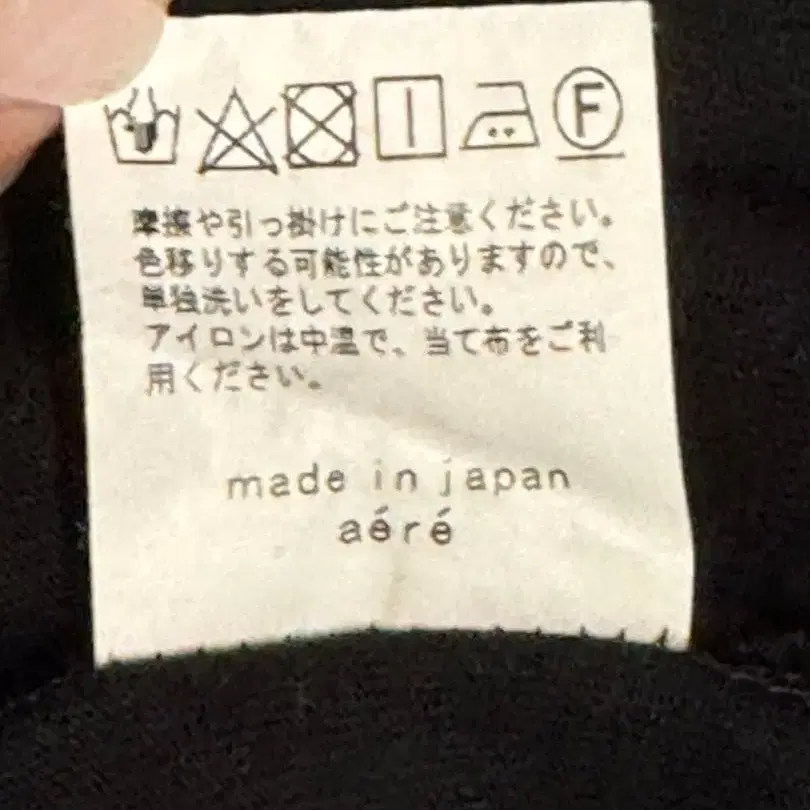 F
摩擦や引っ掛けにご注意ください。
色移りする可能性がありますので、
単独洗いをしてください。
アイロンは中温で、当て布をご利
用ください。
made in japan
aéré